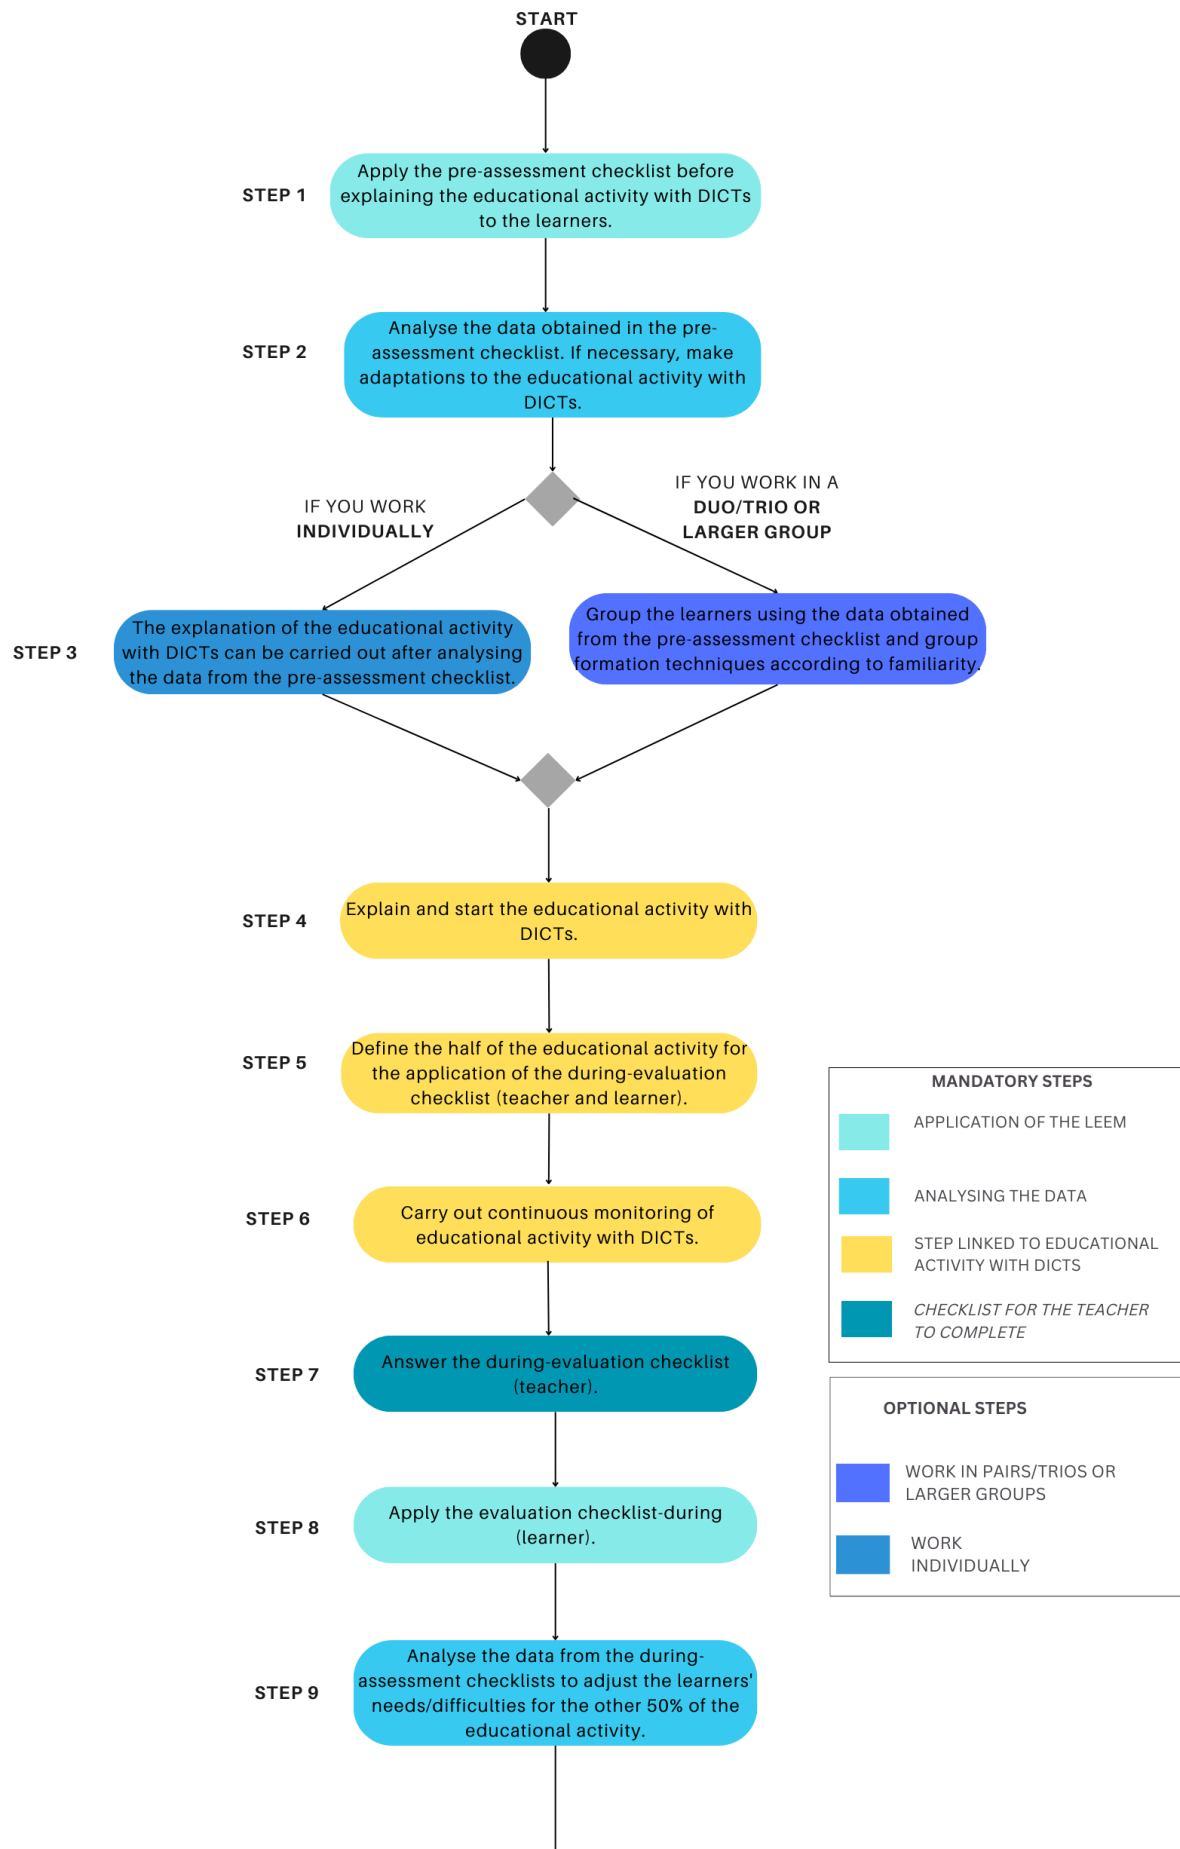 START
STEP 1
Apply the pre-assessment checklist before
explaining the educational activity with DICTs
to the learners.
STEP 2
Analyse the data obtained in the pre-
assessment checklist. If necessary, make
adaptations to the educational activity with
DICTs.
IF YOU WORK
INDIVIDUALLY
IF YOU WORK IN A
DUO/TRIO OR
LARGER GROUP
STEP 3
The explanation of the educational activity
with DICTs can be carried out after analysing
the data from the pre-assessment checklist.
Group the learners using the data obtained
from the pre-assessment checklist and group
formation techniques according to familiarity.
STEP 4
Explain and start the educational activity with
DICTs.
STEP 5
Define the half of the educational activity for
the application of the during-evaluation
checklist (teacher and learner).
STEP 6
Carry out continuous monitoring of
educational activity with DICTs.
STEP 7
Answer the during-evaluation checklist
(teacher).
STEP 8
Apply the evaluation checklist-during
(learner).
STEP 9
Analyse the data from the during-
assessment checklists to adjust the learners'
needs/difficulties for the other 50% of the
educational activity.
MANDATORY STEPS
APPLICATION OF THE LEEM
ANALYSING THE DATA
STEP LINKED TO EDUCATIONAL
ACTIVITY WITH DICTS
CHECKLIST FOR THE TEACHER
TO COMPLETE
OPTIONAL STEPS
WORK IN PAIRS/TRIOS OR
LARGER GROUPS
WORK
INDIVIDUALLY